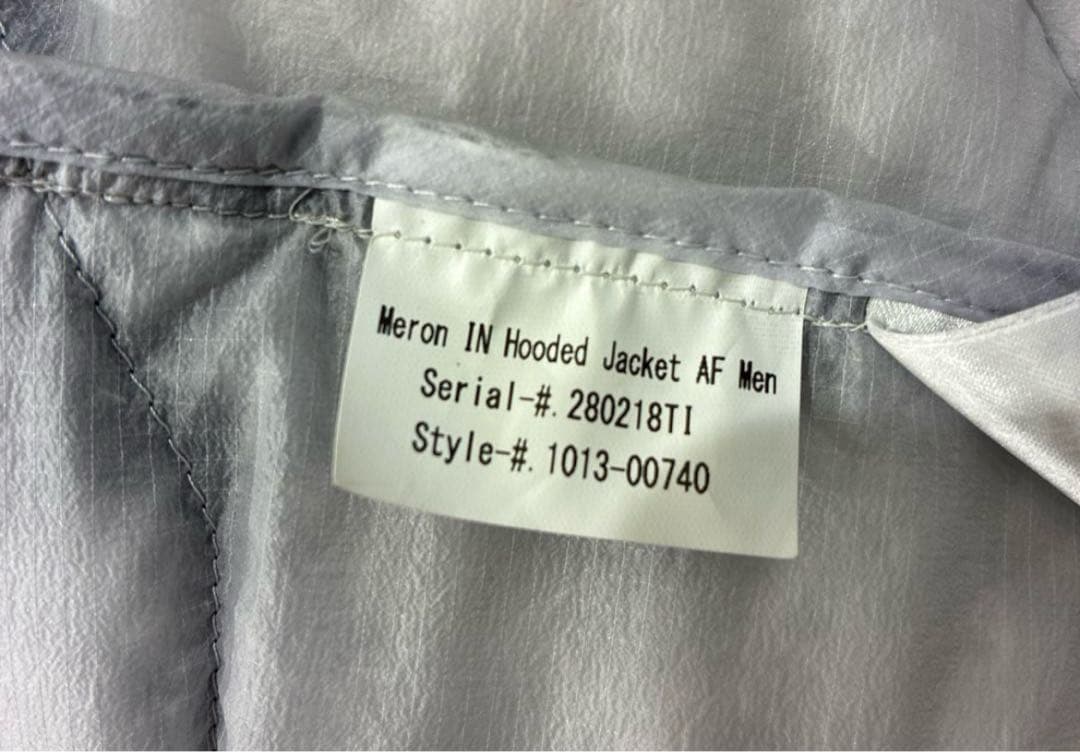 Meron IN Hooded Jacket AF Men
Serial-#. 280218TI
Style-#. 1013-00740